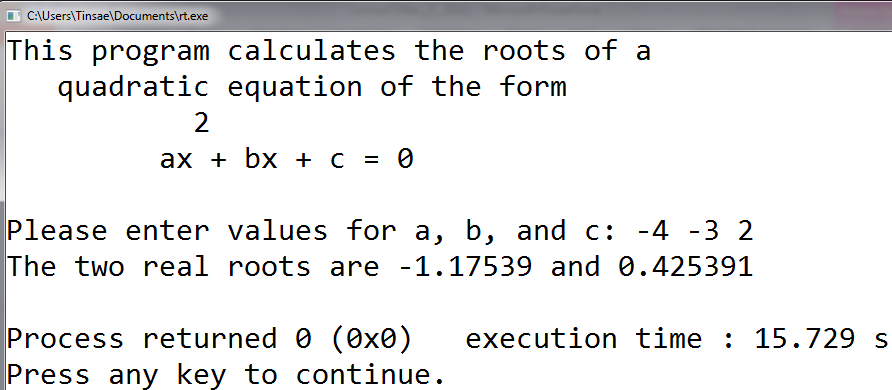 C:\Users\Tinsae\Documents\rt.exe
This program calculates the roots of a
quadratic equation of the form
2
ax + bx + c = 0
Please enter values for a, b, and c: -4 -3 2
The two real roots are -1.17539 and 0.425391
Process returned 0 (0x0)   execution time : 15.729 s
Press any key to continue.